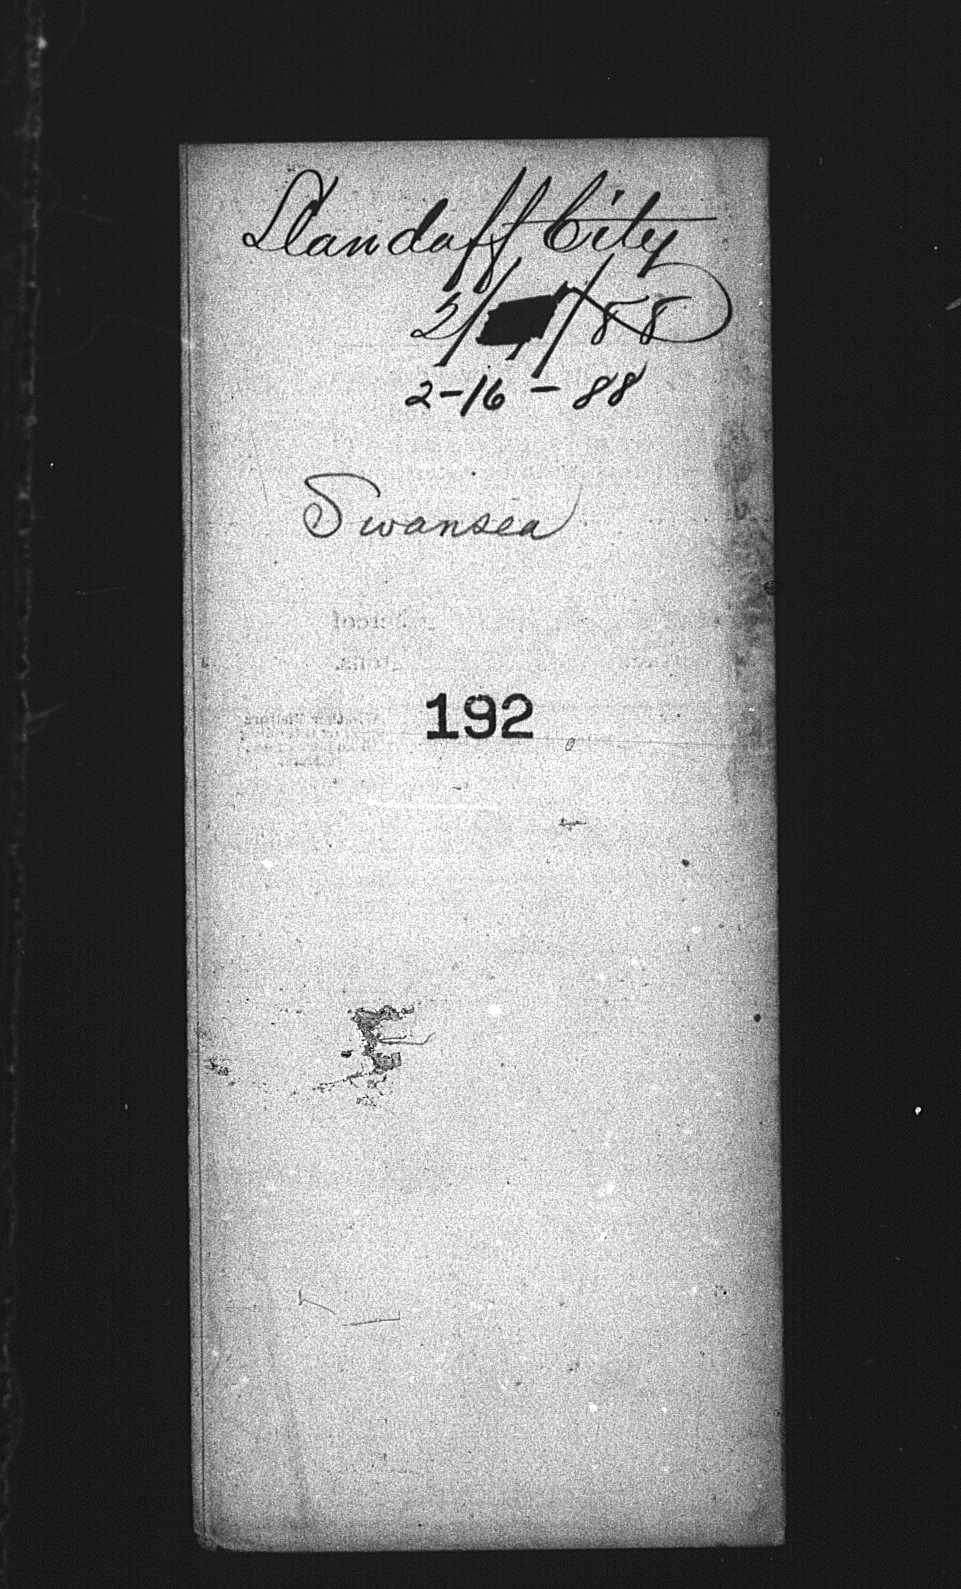 Llandaff City
2/ /88
2-16-88
Swansea
192